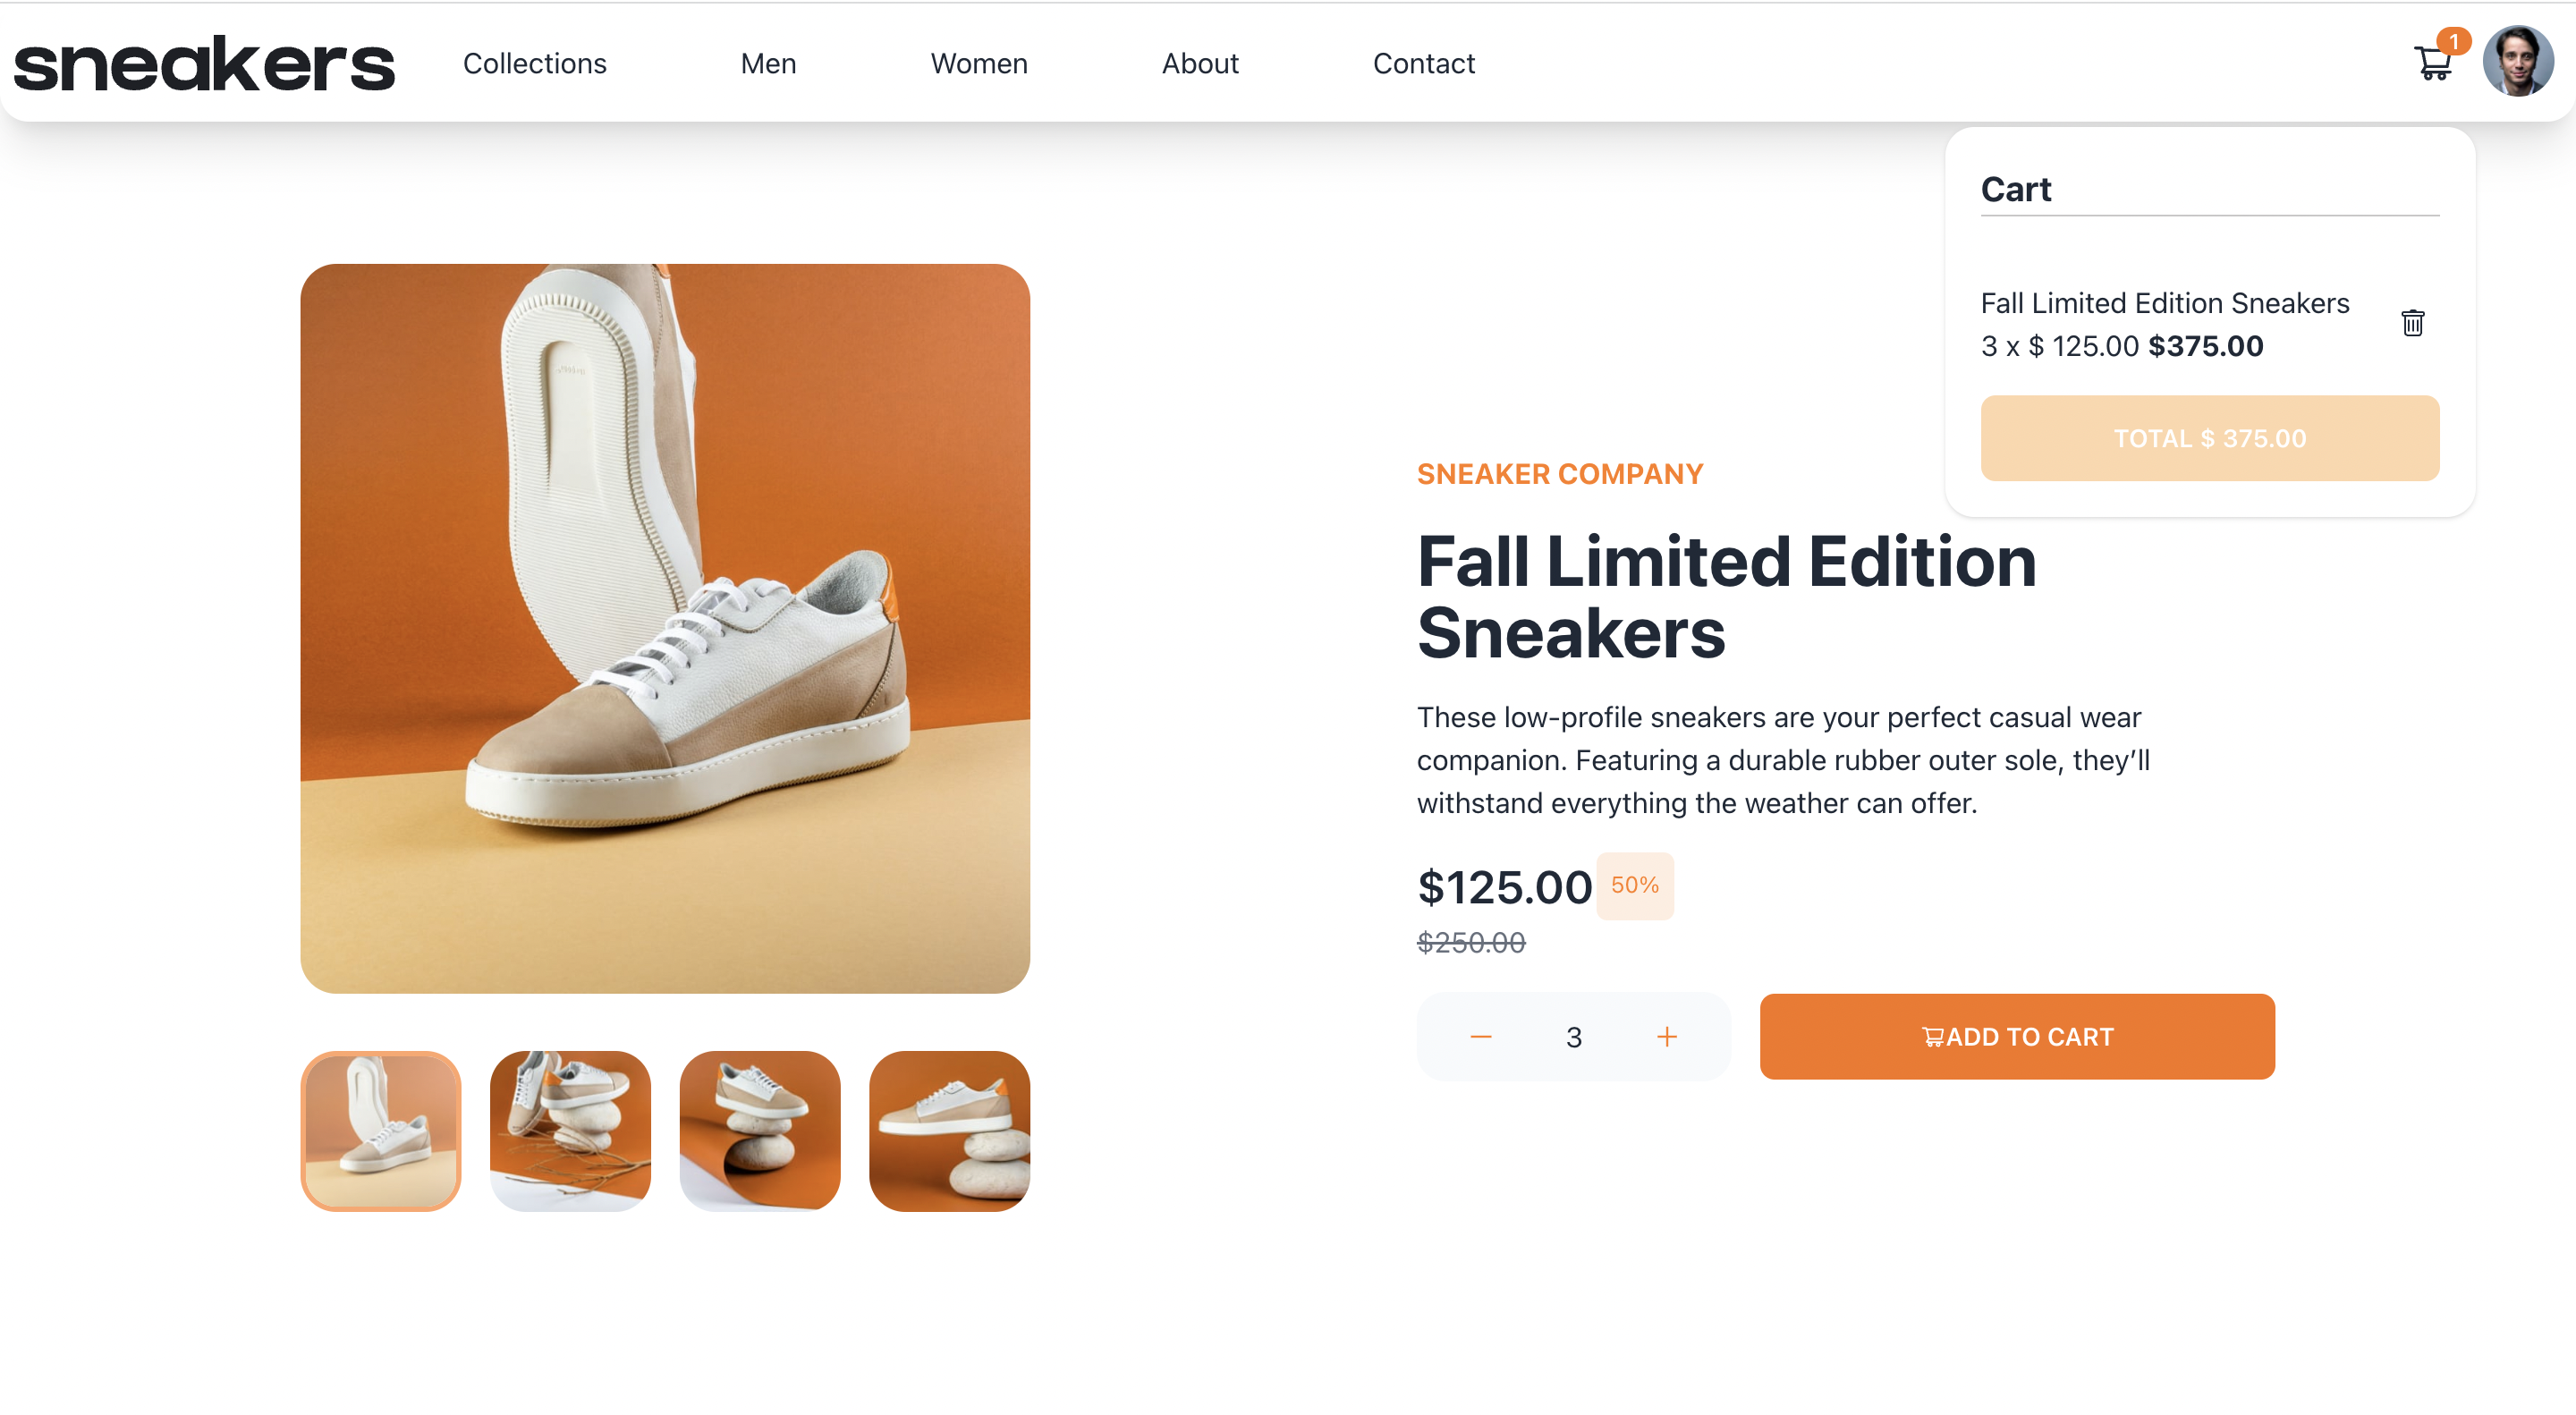 sneakers
Collections
Men
Women
About
Contact
1
Cart
Fall Limited Edition Sneakers
3 x $ 125.00 $375.00
TOTAL $ 375.00
SNEAKER COMPANY
Fall Limited Edition
Sneakers
These low-profile sneakers are your perfect casual wear
companion. Featuring a durable rubber outer sole, they’ll
withstand everything the weather can offer.
$125.00 50%
$250.00
3
ADD TO CART